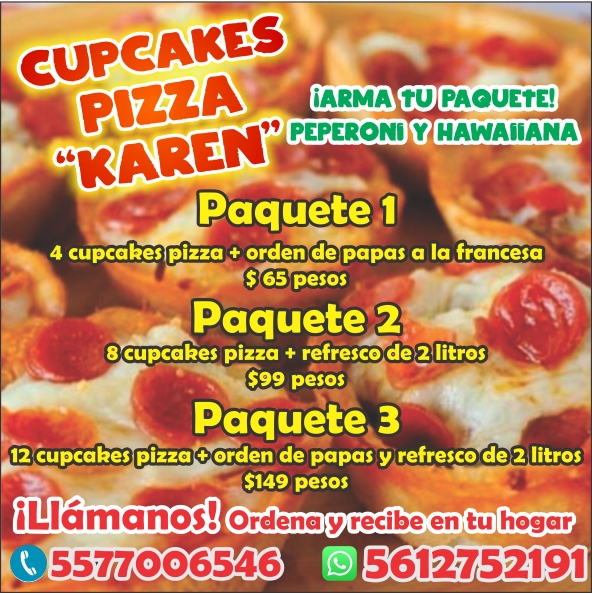 CUPCAKES
PIZZA
“KAREN”
¡ARMA TU PAQUETE!
PEPERONI Y HAWAIIANA
Paquete 1
4 cupcakes pizza + orden de papas a la francesa
$ 65 pesos
Paquete 2
8 cupcakes pizza + refresco de 2 litros
$99 pesos
Paquete 3
12 cupcakes pizza + orden de papas y refresco de 2 litros
$149 pesos
¡Llámanos! Ordena y recibe en tu hogar
5577006546 5612752191